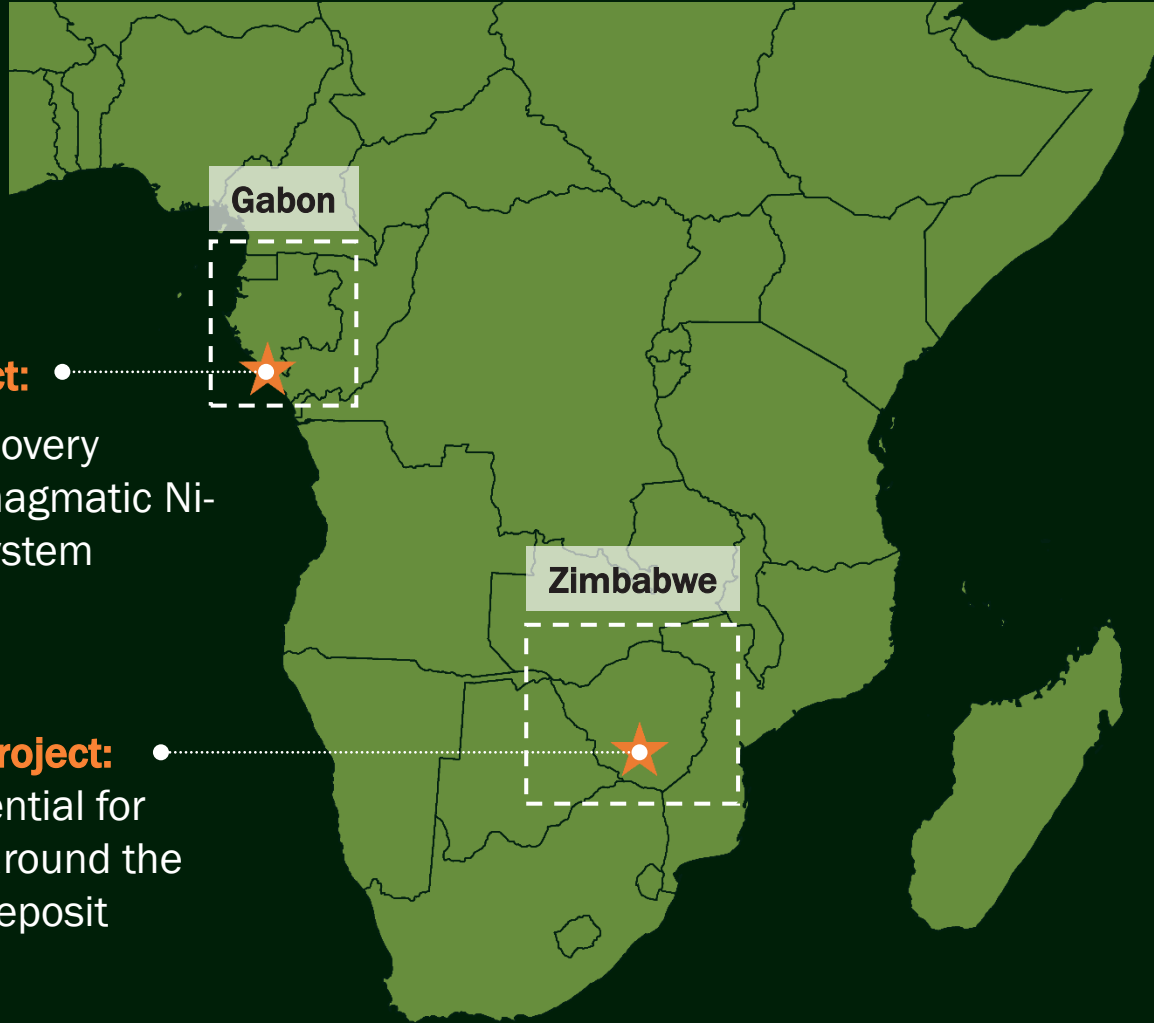 Gabon
ct:
overy
nagmatic Ni-
ystem
Zimbabwe
roject:
ential for
round the
eposit